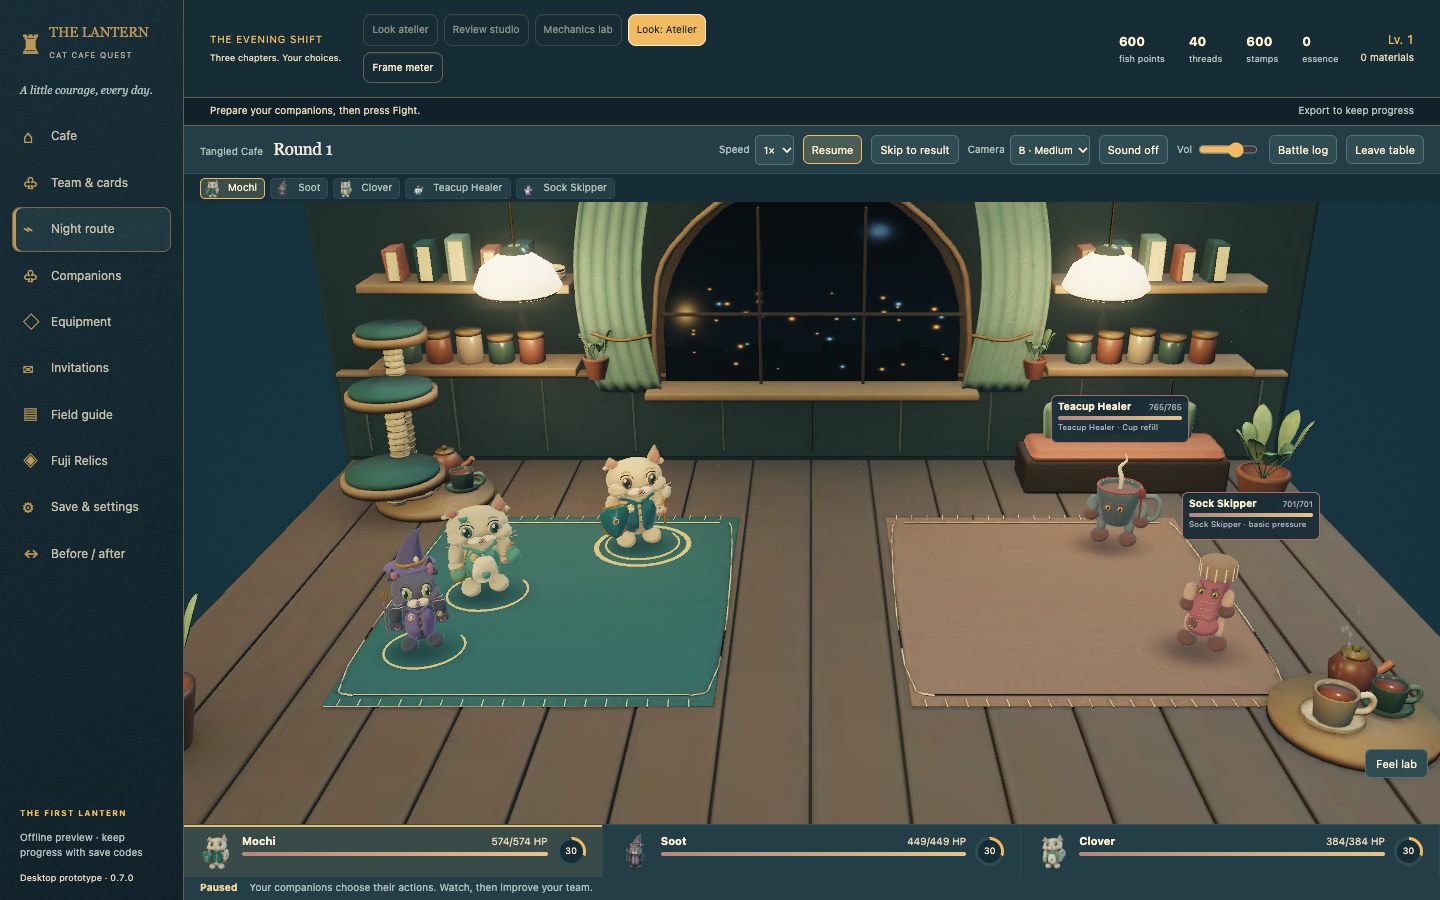 THE LANTERN
CAT CAFE QUEST
A little courage, every day.
Cafe
Team & cards
Night route
Companions
Equipment
Invitations
Field guide
Fuji Relics
Save & settings
Before / after
THE FIRST LANTERN
Offline preview · keep
progress with save codes
Desktop prototype · 0.7.0
THE EVENING SHIFT
Three chapters. Your choices.
Look atelier
Review studio
Mechanics lab
Look: Atelier
Frame meter
600
fish points
40
threads
600
stamps
0
essence
Lv. 1
0 materials
Prepare your companions, then press Fight.
Export to keep progress
Tangled Cafe
Round 1
Speed
1x
Resume
Skip to result
Camera
B · Medium
Sound off
Vol
Battle log
Leave table
Mochi
Soot
Clover
Teacup Healer
Sock Skipper
Teacup Healer 765/765
Teacup Healer · Cup refill
Sock Skipper 701/701
Sock Skipper · basic pressure
Feel lab
Mochi 574/574 HP 30
Soot 449/449 HP 30
Clover 384/384 HP 30
Paused Your companions choose their actions. Watch, then improve your team.